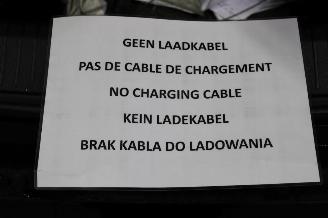 GEEN LAADKABEL
PAS DE CABLE DE CHARGEMENT
NO CHARGING CABLE
KEIN LADEKABEL
BRAK KABLA DO LADOWANIA